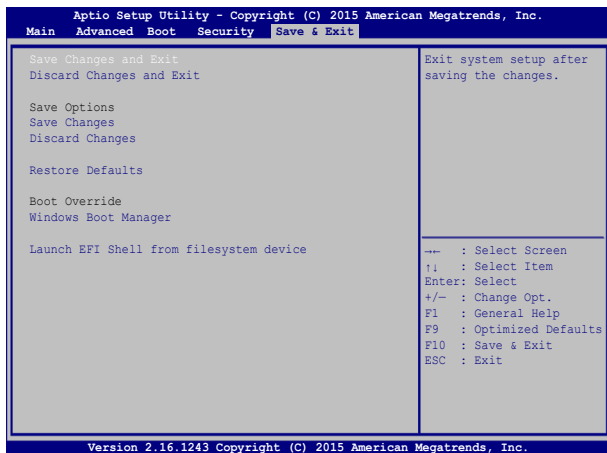 Aptio Setup Utility - Copyright (C) 2015 American Megatrends, Inc.
Main Advanced Boot Security Save & Exit
Save Changes and Exit
Discard Changes and Exit
Save Options
Save Changes
Discard Changes
Restore Defaults
Boot Override
Windows Boot Manager
Launch EFI Shell from filesystem device
Exit system setup after
saving the changes.
→← : Select Screen
↑↓ : Select Item
Enter: Select
+/— : Change Opt.
F1 : General Help
F9 : Optimized Defaults
F10 : Save & Exit
ESC : Exit
Version 2.16.1243 Copyright (C) 2015 American Megatrends, Inc.